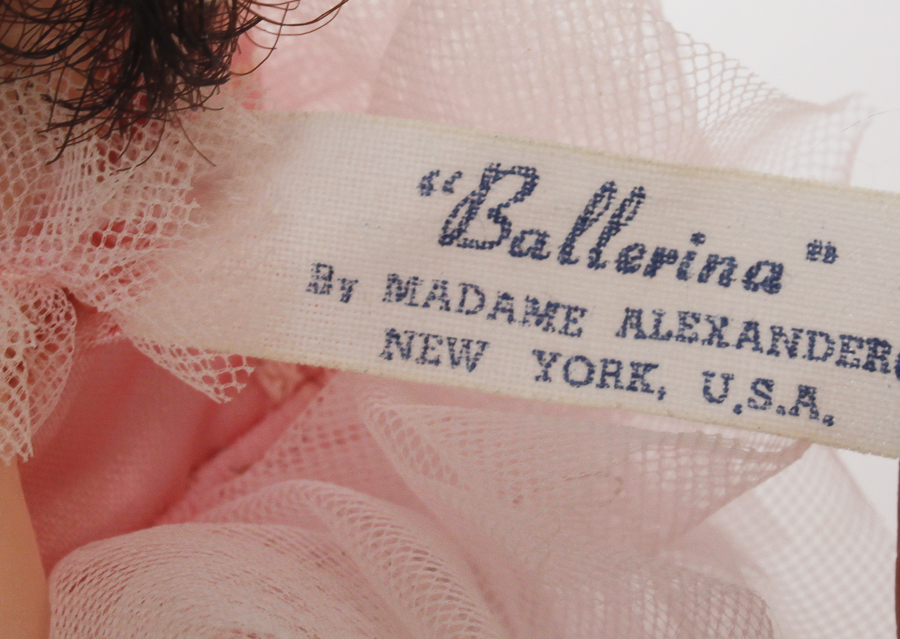 "Ballerina"
By MADAME ALEXANDER®
NEW YORK, U.S.A.